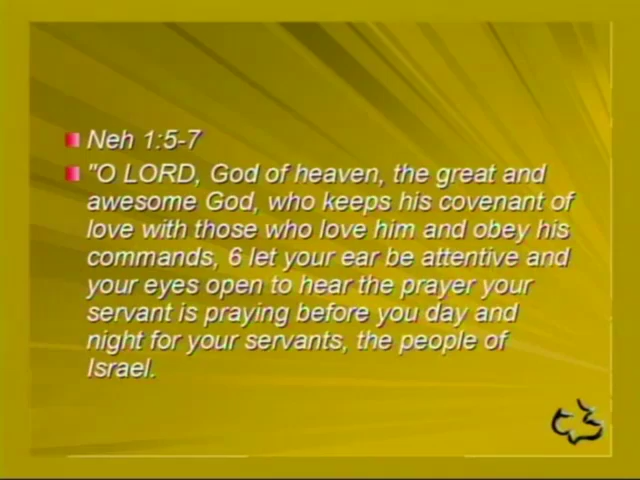 Neh 1:5-7
"O LORD, God of heaven, the great and
awesome God, who keeps his covenant of
love with those who love him and obey his
commands, 6 let your ear be attentive and
your eyes open to hear the prayer your
servant is praying before you day and
night for your servants, the people of
Israel.